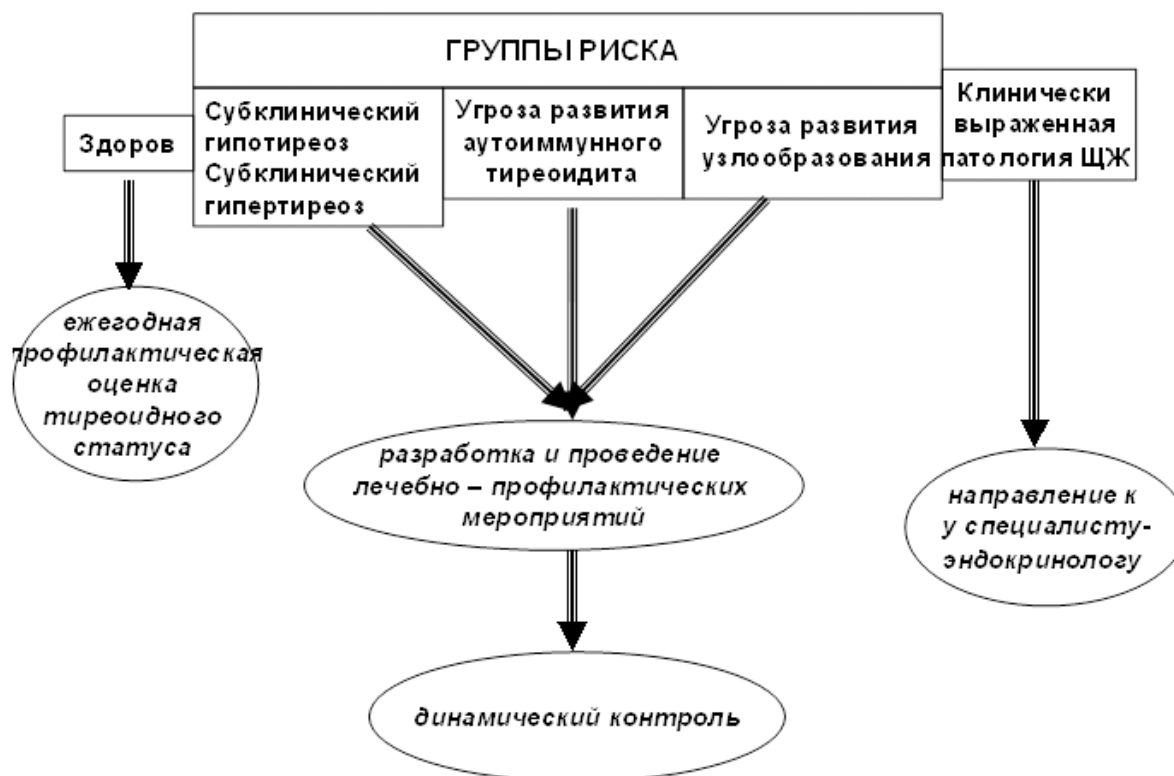 ГРУППЫ РИСКА
Здоров
Субклинический
гипотиреоз
Субклинический
гипертиреоз
Угроза развития
аутоиммунного
тиреоидита
Угроза развития
узлообразования
Клинически
выраженная
патология ЩЖ
ежегодная
профилактическая
оценка
тиреоидного
статуса
разработка и проведение
лечебно – профилактических
мероприятий
направление к
у специалисту-
эндокринологу
динамический контроль